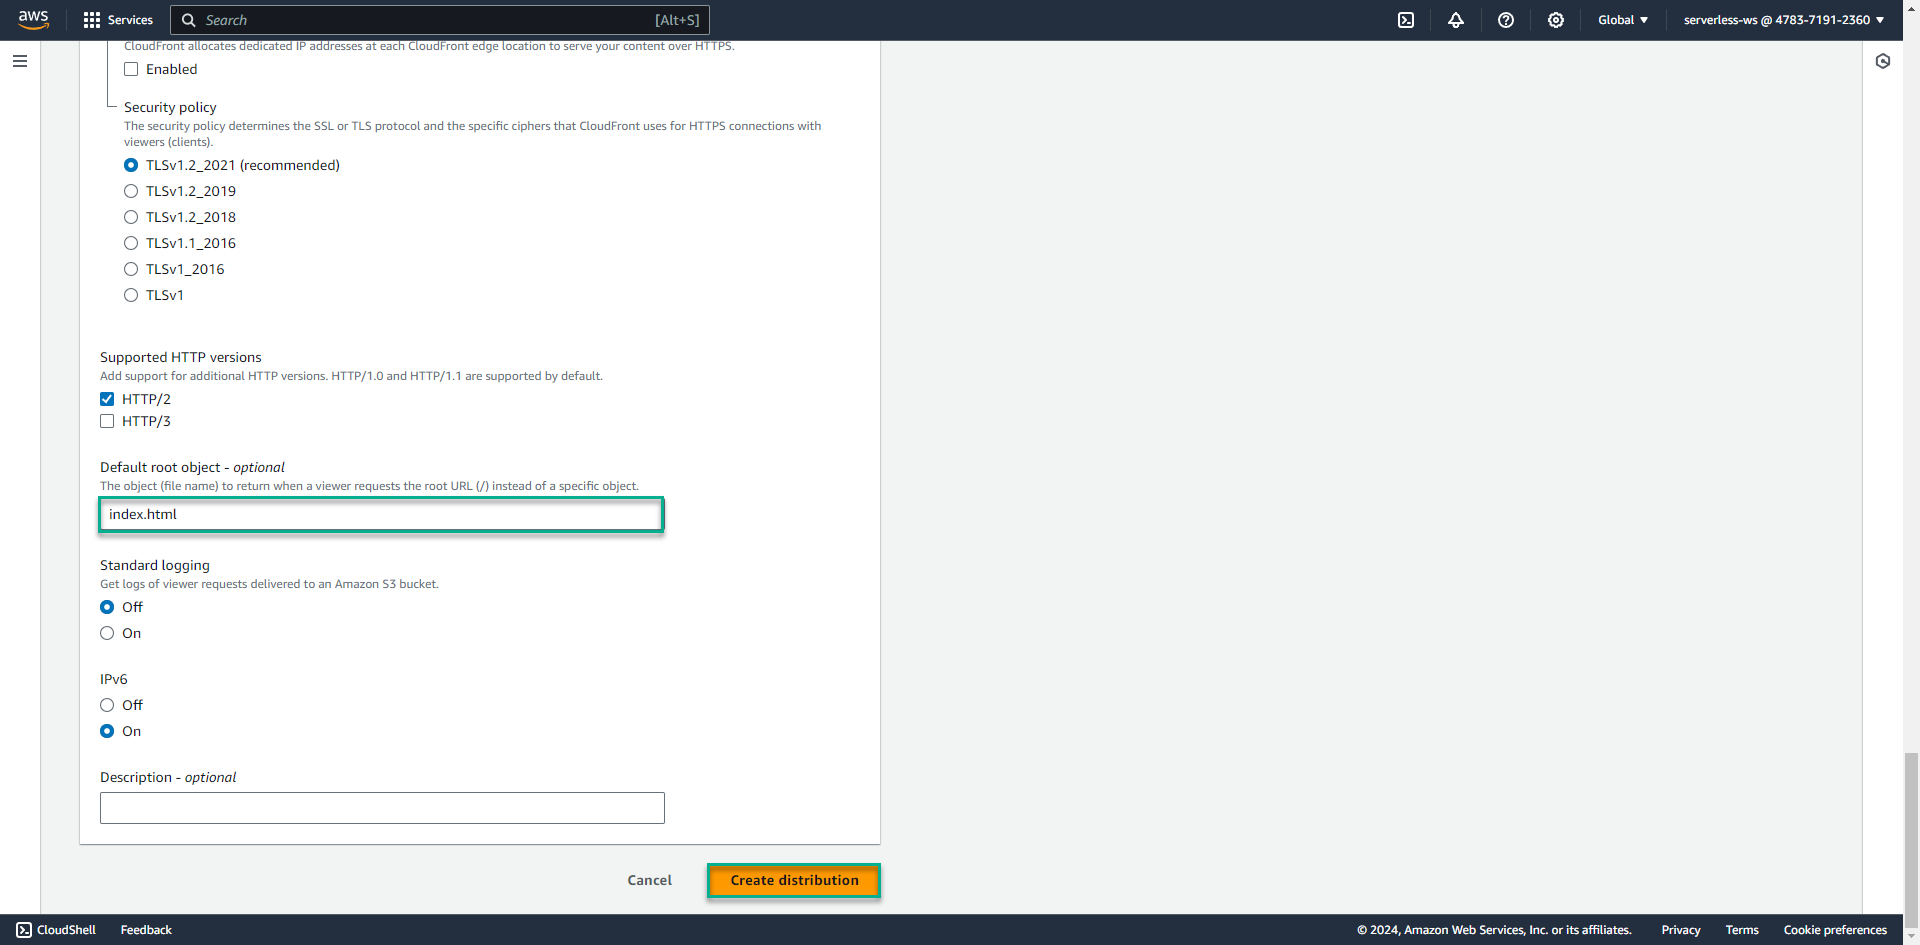 aws
Services
Search
[Alt+S]
Global
serverless-ws @ 4783-7191-2360
CloudFront allocates dedicated IP addresses at each CloudFront edge location to serve your content over HTTPS.
Enabled
Security policy
The security policy determines the SSL or TLS protocol and the specific ciphers that CloudFront uses for HTTPS connections with
viewers (clients).
TLSv1.2_2021 (recommended)
TLSv1.2_2019
TLSv1.2_2018
TLSv1.1_2016
TLSv1_2016
TLSv1
Supported HTTP versions
Add support for additional HTTP versions. HTTP/1.0 and HTTP/1.1 are supported by default.
HTTP/2
HTTP/3
Default root object - optional
The object (file name) to return when a viewer requests the root URL (/) instead of a specific object.
index.html
Standard logging
Get logs of viewer requests delivered to an Amazon S3 bucket.
Off
On
IPv6
Off
On
Description - optional
Cancel
Create distribution
CloudShell
Feedback
© 2024, Amazon Web Services, Inc. or its affiliates.
Privacy
Terms
Cookie preferences